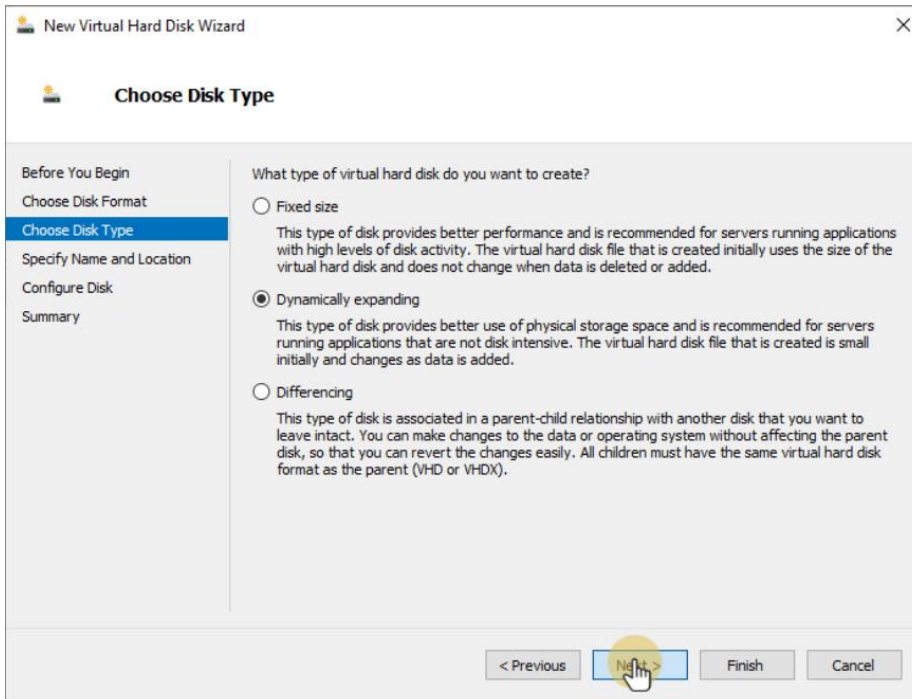 New Virtual Hard Disk Wizard
Choose Disk Type
Before You Begin
Choose Disk Format
Choose Disk Type
Specify Name and Location
Configure Disk
Summary
What type of virtual hard disk do you want to create?
Fixed size
This type of disk provides better performance and is recommended for servers running applications
with high levels of disk activity. The virtual hard disk file that is created initially uses the size of the
virtual hard disk and does not change when data is deleted or added.
Dynamically expanding
This type of disk provides better use of physical storage space and is recommended for servers
running applications that are not disk intensive. The virtual hard disk file that is created is small
initially and changes as data is added.
Differencing
This type of disk is associated in a parent-child relationship with another disk that you want to
leave intact. You can make changes to the data or operating system without affecting the parent
disk, so that you can revert the changes easily. All children must have the same virtual hard disk
format as the parent (VHD or VHDX).
< Previous
Next >
Finish
Cancel